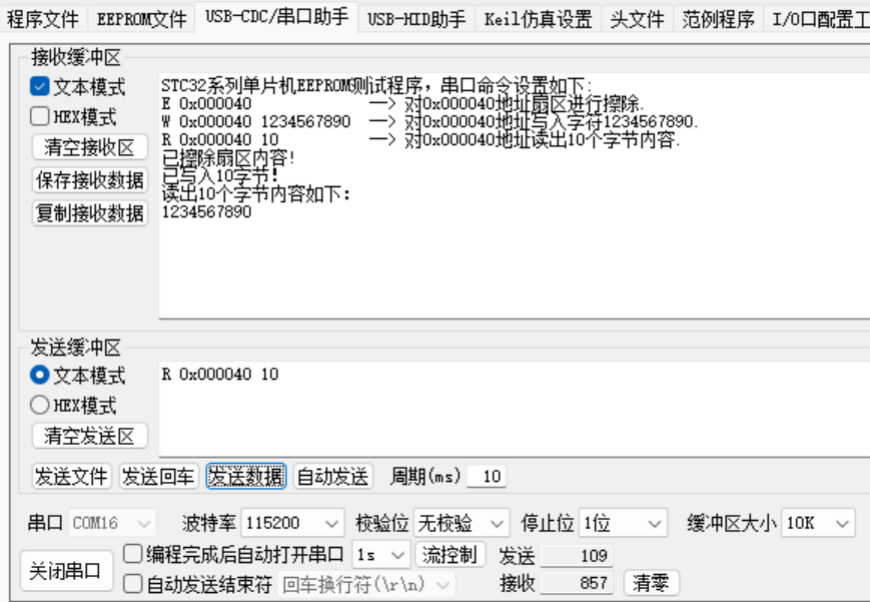 程序文件 EEPROM文件 USB-CDC/串口助手 USB-HID助手 Keil仿真设置 头文件 范例程序 I/O口配置工
接收缓冲区
文本模式
HEX模式
清空接收区
保存接收数据
复制接收数据
STC32系列单片机EEPROM测试程序，串口命令设置如下:
E 0x000040 --> 对0x000040地址扇区进行擦除.
W 0x000040 1234567890 --> 对0x000040地址写入字符1234567890.
R 0x000040 10 --> 对0x000040地址读出10个字节内容.
已擦除扇区内容!
已写入10字节!
读出10个字节内容如下：
1234567890
发送缓冲区
文本模式
HEX模式
清空发送区
R 0x000040 10
发送文件 发送回车 发送数据 自动发送 周期(ms) 10
串口 COM16 波特率 115200 校验位 无校验 停止位 1位 缓冲区大小 10K
关闭串口
编程完成后自动打开串口 1s 流控制 发送 109
自动发送结束符 回车换行符(\r\n) 接收 857 清零